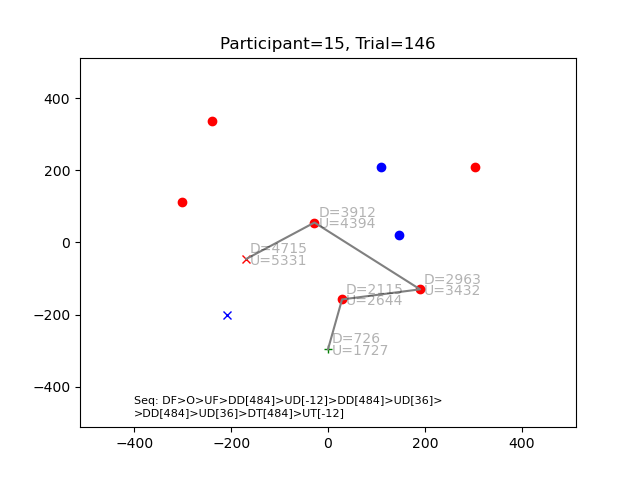 Participant=15, Trial=146
400
200
0
−200
−400
−400
−200
0
200
400
D=3912
U=4394
D=4715
U=5331
D=2963
U=3432
D=2115
U=2644
D=726
U=1727
Seq: DF>O>UF>DD[484]>UD[-12]>DD[484]>UD[36]>
>DD[484]>UD[36]>DT[484]>UT[-12]